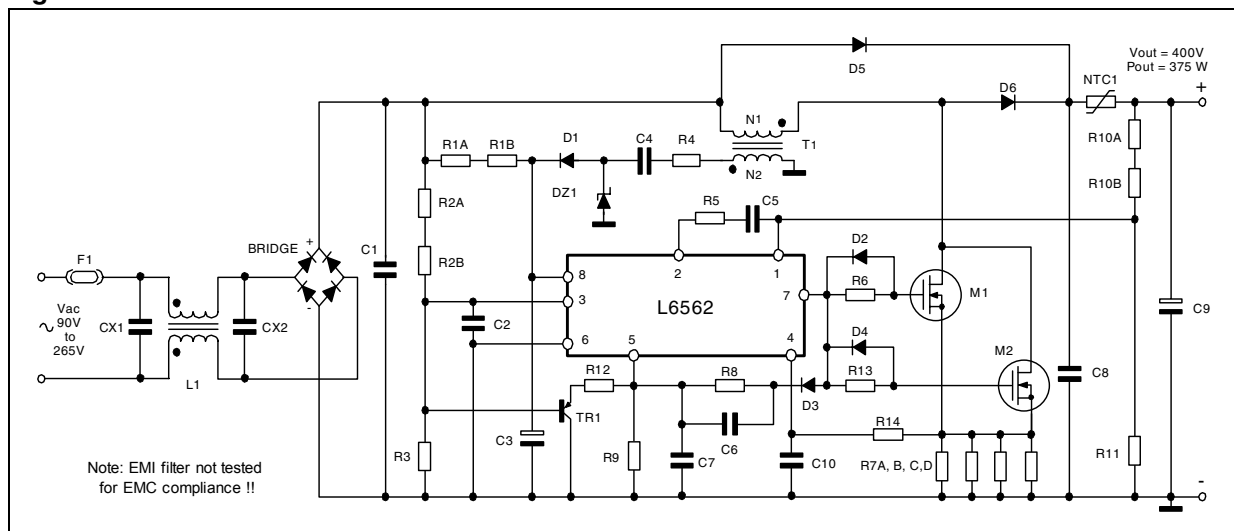 D5
Vout = 400V
Pout = 375 W
NTC1
+
D6
N1
T1
N2
R1A
R1B
D1
C4
R4
DZ1
R10A
R10B
R2A
R2B
R5
C5
BRIDGE
+
-
F1
C1
Vac
90V
to
265V
CX1
CX2
L1
8
3
6
2
1
7
5
4
L6562
C2
D2
R6
M1
D4
R13
M2
C9
C8
R12
R8
D3
TR1
C6
R14
R3
C3
R9
C7
C10
R7A, B, C,D
R11
-
Note: EMI filter not tested
for EMC compliance !!